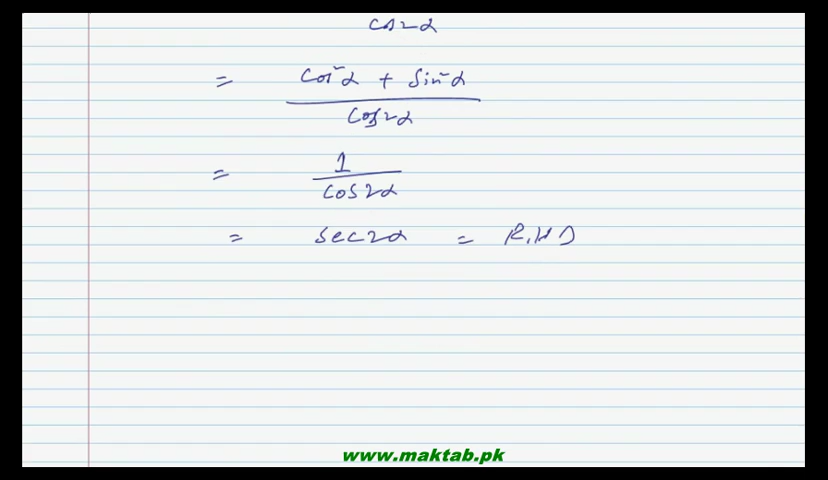 cos2α
= cos²α + sin²α
cos2α
= 1
cos2α
= sec2α = R.H.S
www.maktab.pk